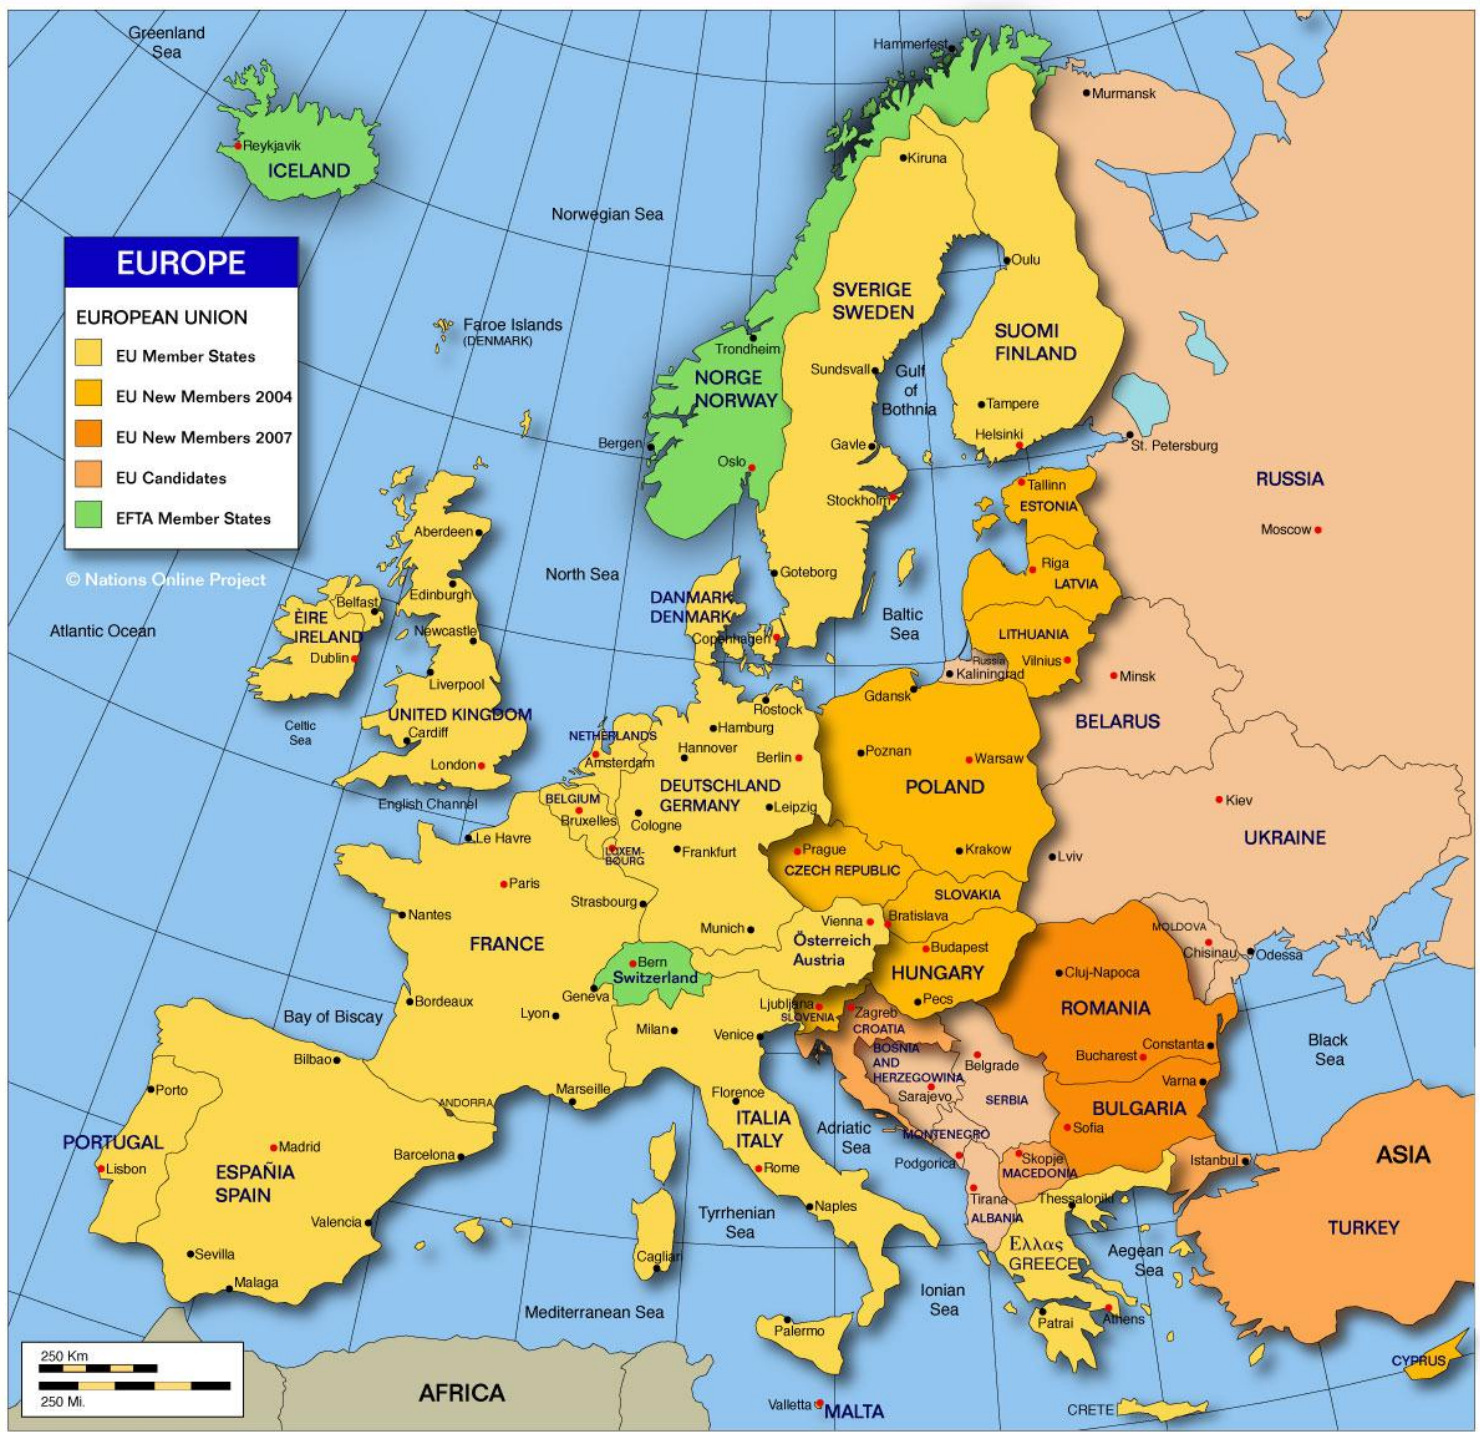 Greenland
Sea
Hammerfest
Murmansk
Reykjavik
ICELAND
Kiruna
Norwegian Sea
EUROPE
EUROPEAN UNION
EU Member States
EU New Members 2004
EU New Members 2007
EU Candidates
EFTA Member States
© Nations Online Project
Oulu
SVERIGE
SWEDEN
Faroe Islands
(DENMARK)
SUOMI
FINLAND
Trondheim
NORGE
NORWAY
Sundsvall
Gulf
of
Bothnia
Tampere
Helsinki
Bergen
Gavle
St. Petersburg
Oslo
RUSSIA
Tallinn
ESTONIA
Stockholm
Moscow
Aberdeen
North Sea
Goteborg
Riga
LATVIA
Edinburgh
DANMARK
DENMARK
Belfast
ÈIRE
IRELAND
Baltic
Sea
Atlantic Ocean
Newcastle
Copenhagen
LITHUANIA
Dublin
Vilnius
Russia
Kaliningrad
Minsk
Liverpool
Gdansk
UNITED KINGDOM
Rostock
BELARUS
Celtic
Sea
Cardiff
Hamburg
NETHERLANDS
Amsterdam
Hannover
Berlin
Poznan
Warsaw
London
DEUTSCHLAND
GERMANY
POLAND
English Channel
BELGIUM
Bruxelles
Leipzig
Kiev
Cologne
UKRAINE
Le Havre
LUXEM-
BOURG
Frankfurt
Prague
CZECH REPUBLIC
Krakow
Lviv
Paris
Strasbourg
SLOVAKIA
Nantes
Munich
Vienna
Bratislava
MOLDOVA
FRANCE
Österreich
Austria
Budapest
Chisinau
Odessa
Bern
Switzerland
HUNGARY
Cluj-Napoca
Geneva
Bordeaux
Lyon
Ljubljana
SLOVENIA
Pecs
ROMANIA
Bay of Biscay
Milan
Venice
Zagreb
CROATIA
Constanta
Black
Sea
Bilbao
BOSNIA
AND
HERZEGOWINA
Belgrade
Bucharest
Porto
Marseille
Florence
Sarajevo
SERBIA
Varna
ANDORRA
ITALIA
ITALY
BULGARIA
PORTUGAL
Madrid
Adriatic
Sea
MONTENEGRO
Sofia
Lisbon
Barcelona
Rome
Podgorica
Skopje
MACEDONIA
Istanbul
ASIA
ESPAÑIA
SPAIN
Tirana
ALBANIA
Thessaloniki
Naples
Valencia
Tyrrhenian
Sea
TURKEY
Sevilla
Cagliari
Ελλας
GREECE
Aegean
Sea
Malaga
Ionian
Sea
Mediterranean Sea
Palermo
Patrai
Athens
250 Km
250 Mi.
CYPRUS
AFRICA
Valletta
MALTA
CRETE